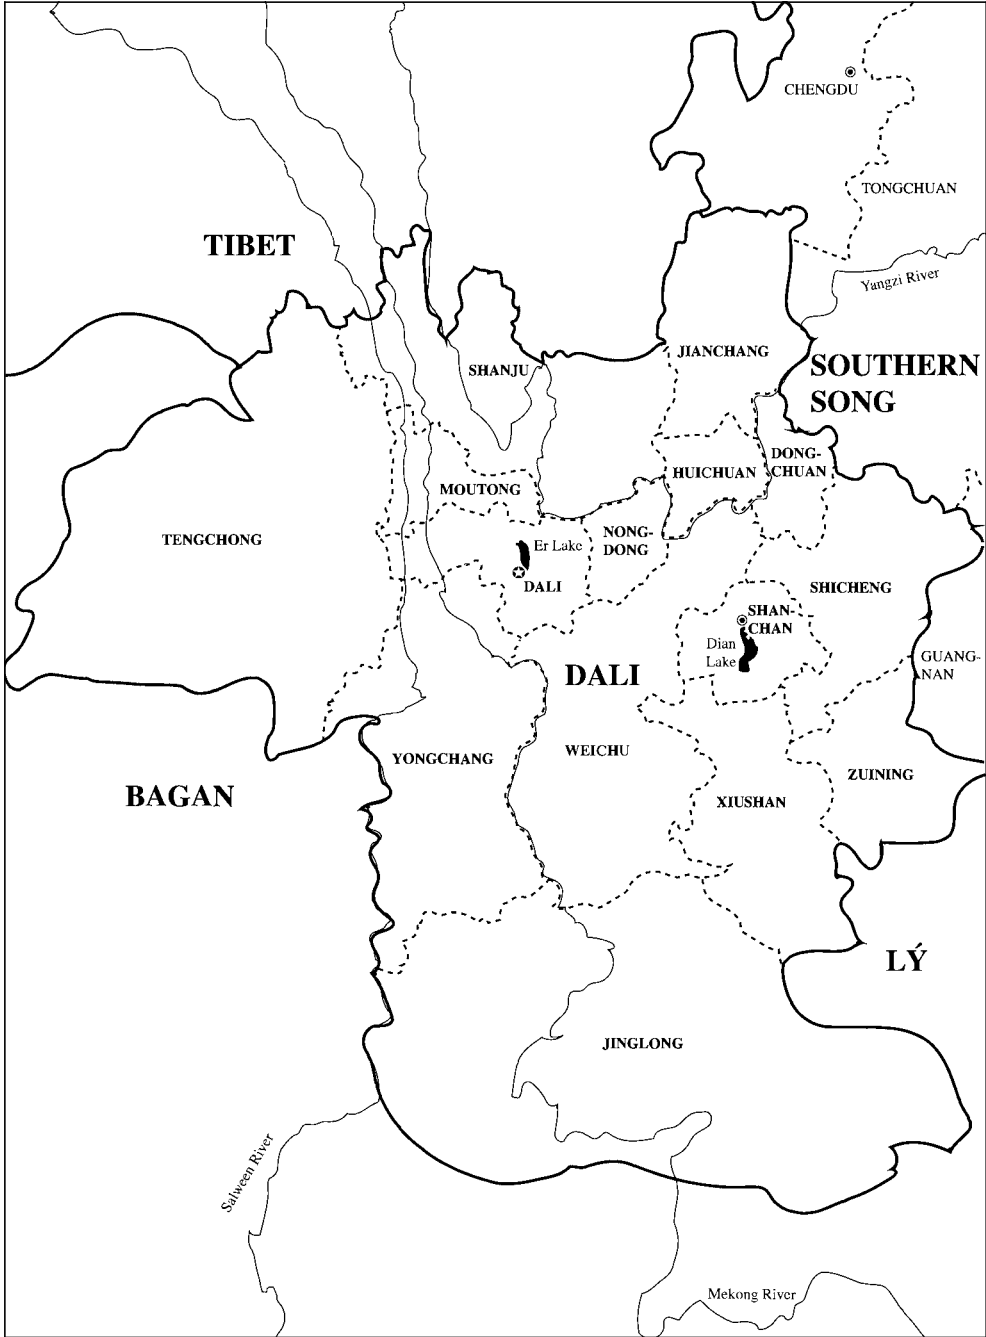 CHENGDU
TONGCHUAN
TIBET
Yangzi River
JIANCHANG
SHANJU
SOUTHERN
SONG
DONG-
CHUAN
HUICHUAN
MOUTONG
TENGCHONG
NONG-
DONG
Er Lake
DALI
SHICHENG
SHAN-
CHAN
Dian
Lake
GUANG-
NAN
DALI
YONGCHANG
WEICHU
ZUINING
BAGAN
XIUSHAN
LÝ
JINGLONG
Salween River
Mekong River